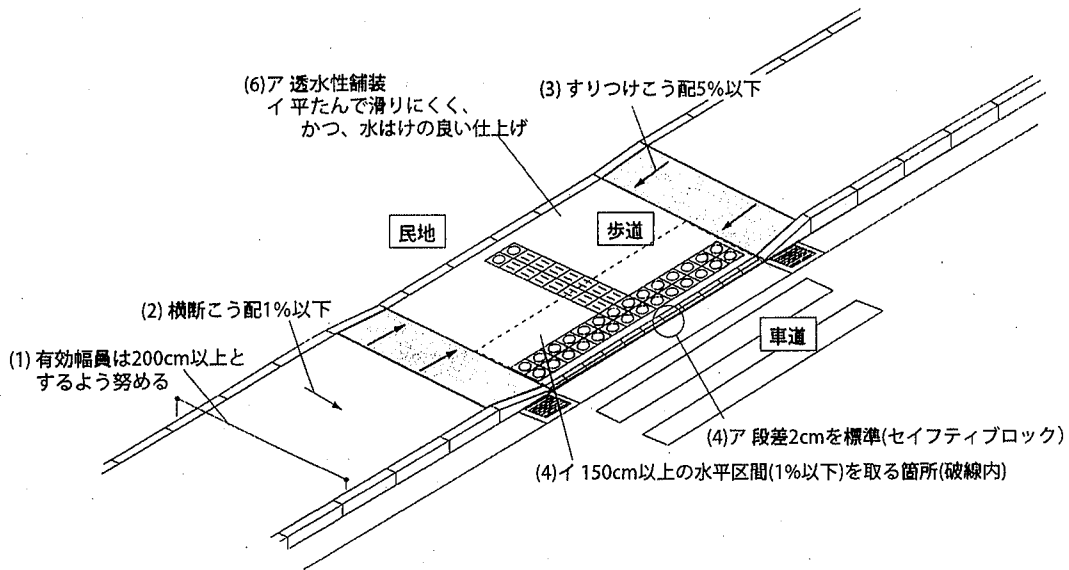 (6)ア 透水性舗装
イ 平たんで滑りにくく、
かつ、水はけの良い仕上げ
(3) すりつけこう配5%以下
民地
歩道
(2) 横断こう配1%以下
(1) 有効幅員は200cm以上と
するよう努める
車道
(4)ア 段差2cmを標準(セイフティブロック)
(4)イ 150cm以上の水平区間(1%以下)を取る箇所(破線内)